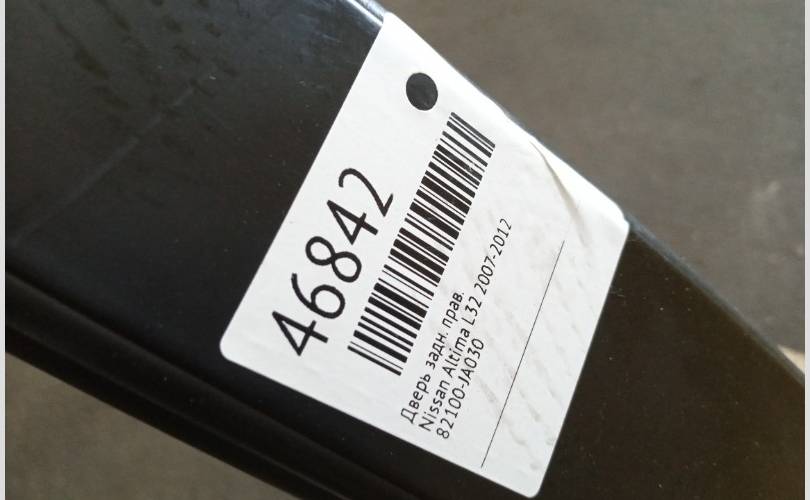 46842
Дверь задн. прав.
Nissan Altima L32 2007-2012
82100-JA030